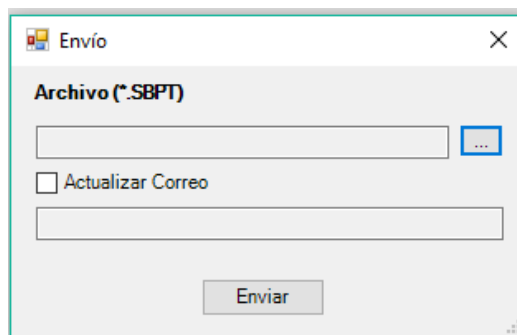 Envío
Archivo (*.SBPT)
...
Actualizar Correo
Enviar